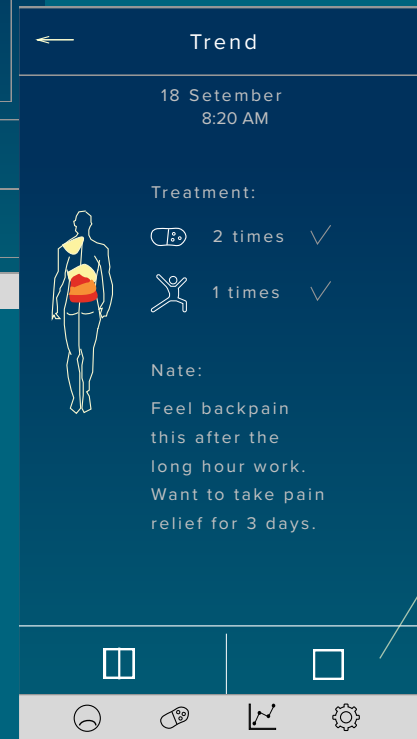 Trend
18 Setember
8:20 AM
Treatment:
2 times
1 times
Nate:
Feel backpain
this after the
long hour work.
Want to take pain
relief for 3 days.